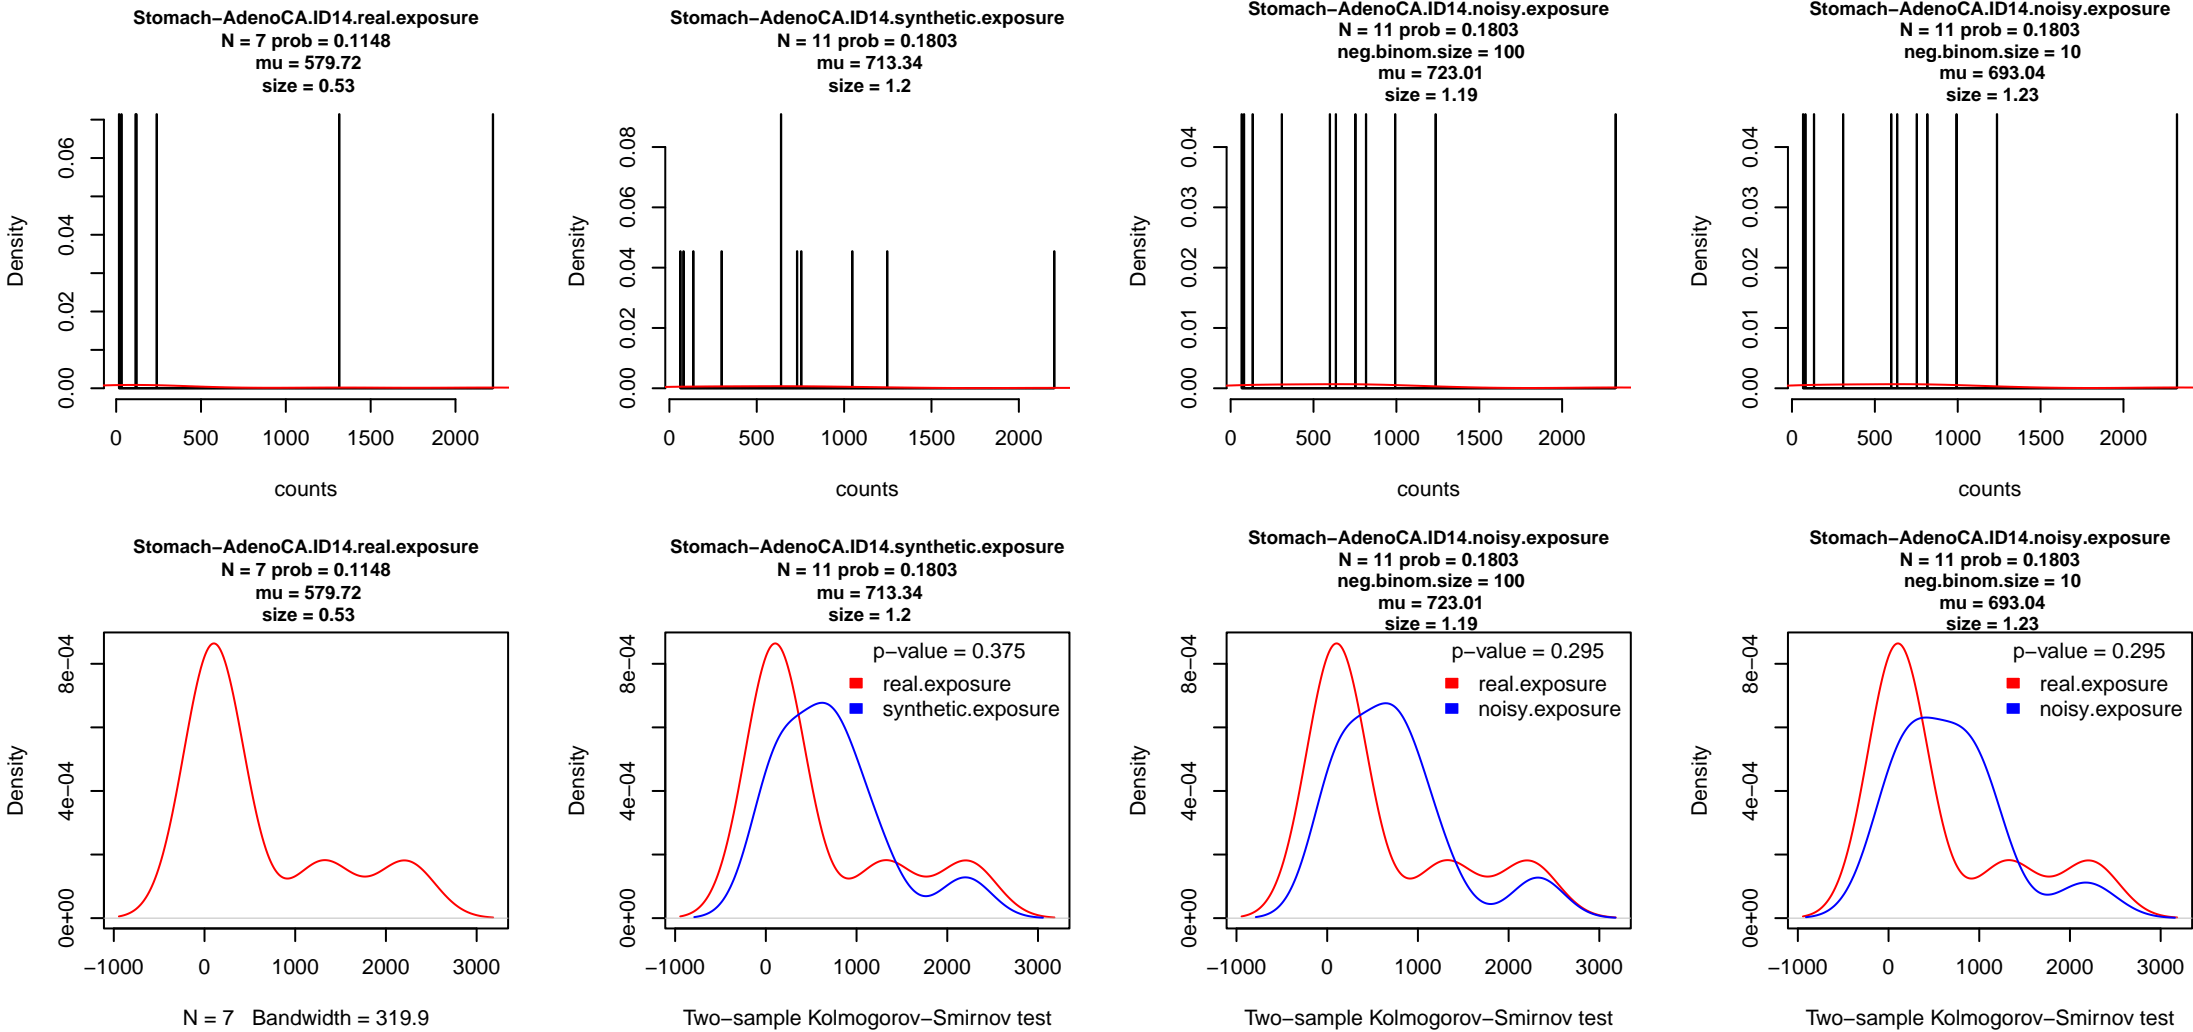 Stomach−AdenoCA.ID14.real.exposure
N = 7 prob = 0.1148
mu = 579.72
size = 0.53
Density
0.00
0.02
0.04
0.06
0 500 1000 1500 2000
counts
Stomach−AdenoCA.ID14.synthetic.exposure
N = 11 prob = 0.1803
mu = 713.34
size = 1.2
Density
0.00
0.02
0.04
0.06
0.08
0 500 1000 1500 2000
counts
Stomach−AdenoCA.ID14.noisy.exposure
N = 11 prob = 0.1803
neg.binom.size = 100
mu = 723.01
size = 1.19
Density
0.00
0.01
0.02
0.03
0.04
0 500 1000 1500 2000
counts
Stomach−AdenoCA.ID14.noisy.exposure
N = 11 prob = 0.1803
neg.binom.size = 10
mu = 693.04
size = 1.23
Density
0.00
0.01
0.02
0.03
0.04
0 500 1000 1500 2000
counts
Stomach−AdenoCA.ID14.real.exposure
N = 7 prob = 0.1148
mu = 579.72
size = 0.53
Density
0e+00
4e−04
8e−04
−1000 0 1000 2000 3000
N = 7 Bandwidth = 319.9
Stomach−AdenoCA.ID14.synthetic.exposure
N = 11 prob = 0.1803
mu = 713.34
size = 1.2
p−value = 0.375
real.exposure
synthetic.exposure
Density
0e+00
4e−04
8e−04
−1000 0 1000 2000 3000
Two−sample Kolmogorov−Smirnov test
Stomach−AdenoCA.ID14.noisy.exposure
N = 11 prob = 0.1803
neg.binom.size = 100
mu = 723.01
size = 1.19
p−value = 0.295
real.exposure
noisy.exposure
Density
0e+00
4e−04
8e−04
−1000 0 1000 2000 3000
Two−sample Kolmogorov−Smirnov test
Stomach−AdenoCA.ID14.noisy.exposure
N = 11 prob = 0.1803
neg.binom.size = 10
mu = 693.04
size = 1.23
p−value = 0.295
real.exposure
noisy.exposure
Density
0e+00
4e−04
8e−04
−1000 0 1000 2000 3000
Two−sample Kolmogorov−Smirnov test